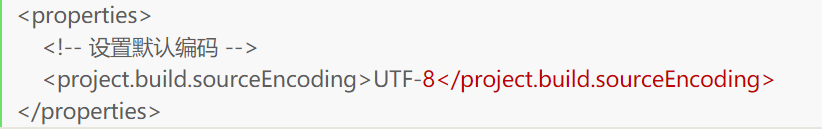 <properties>
<!-- 设置默认编码 -->
<project.build.sourceEncoding>UTF-8</project.build.sourceEncoding>
</properties>